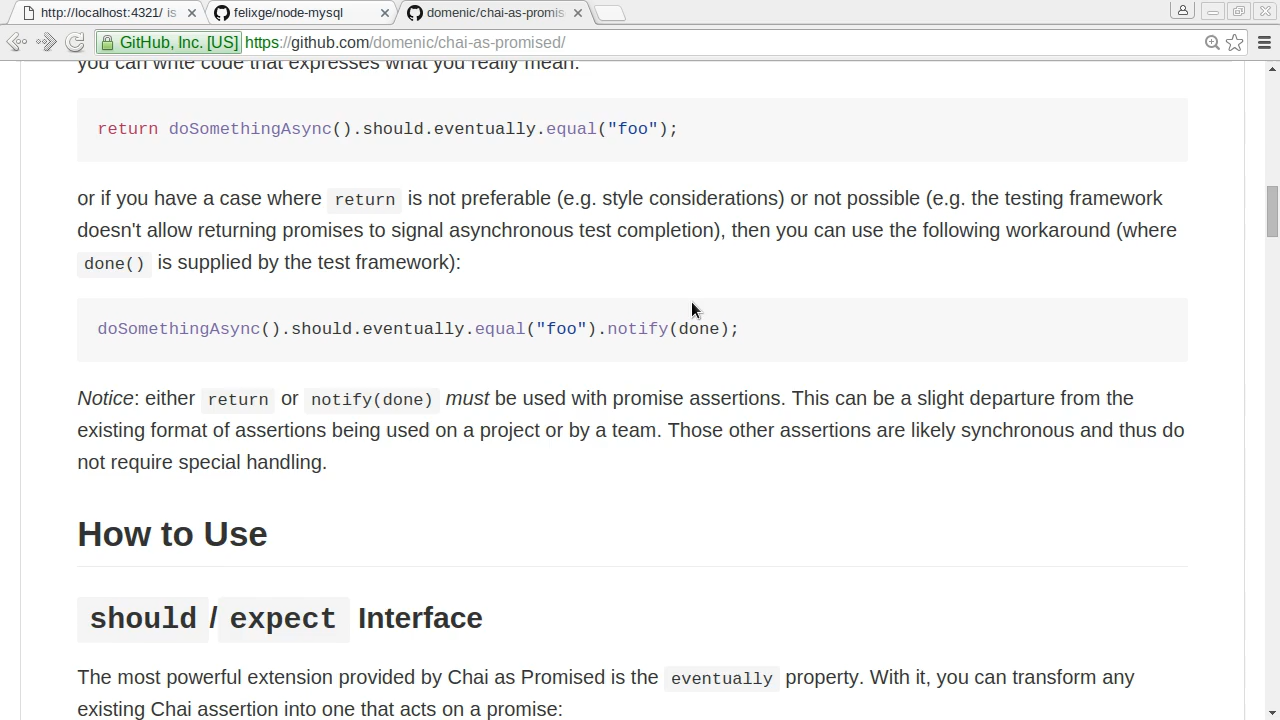 http://localhost:4321/ is
felixge/node-mysql
domenic/chai-as-promis
GitHub, Inc. [US] https://github.com/domenic/chai-as-promised/
you can write code that expresses what you really mean:
return doSomethingAsync().should.eventually.equal("foo");
or if you have a case where return is not preferable (e.g. style considerations) or not possible (e.g. the testing framework
doesn't allow returning promises to signal asynchronous test completion), then you can use the following workaround (where
done() is supplied by the test framework):
doSomethingAsync().should.eventually.equal("foo").notify(done);
Notice: either return or notify(done) must be used with promise assertions. This can be a slight departure from the
existing format of assertions being used on a project or by a team. Those other assertions are likely synchronous and thus do
not require special handling.
How to Use
should/expect Interface
The most powerful extension provided by Chai as Promised is the eventually property. With it, you can transform any
existing Chai assertion into one that acts on a promise: